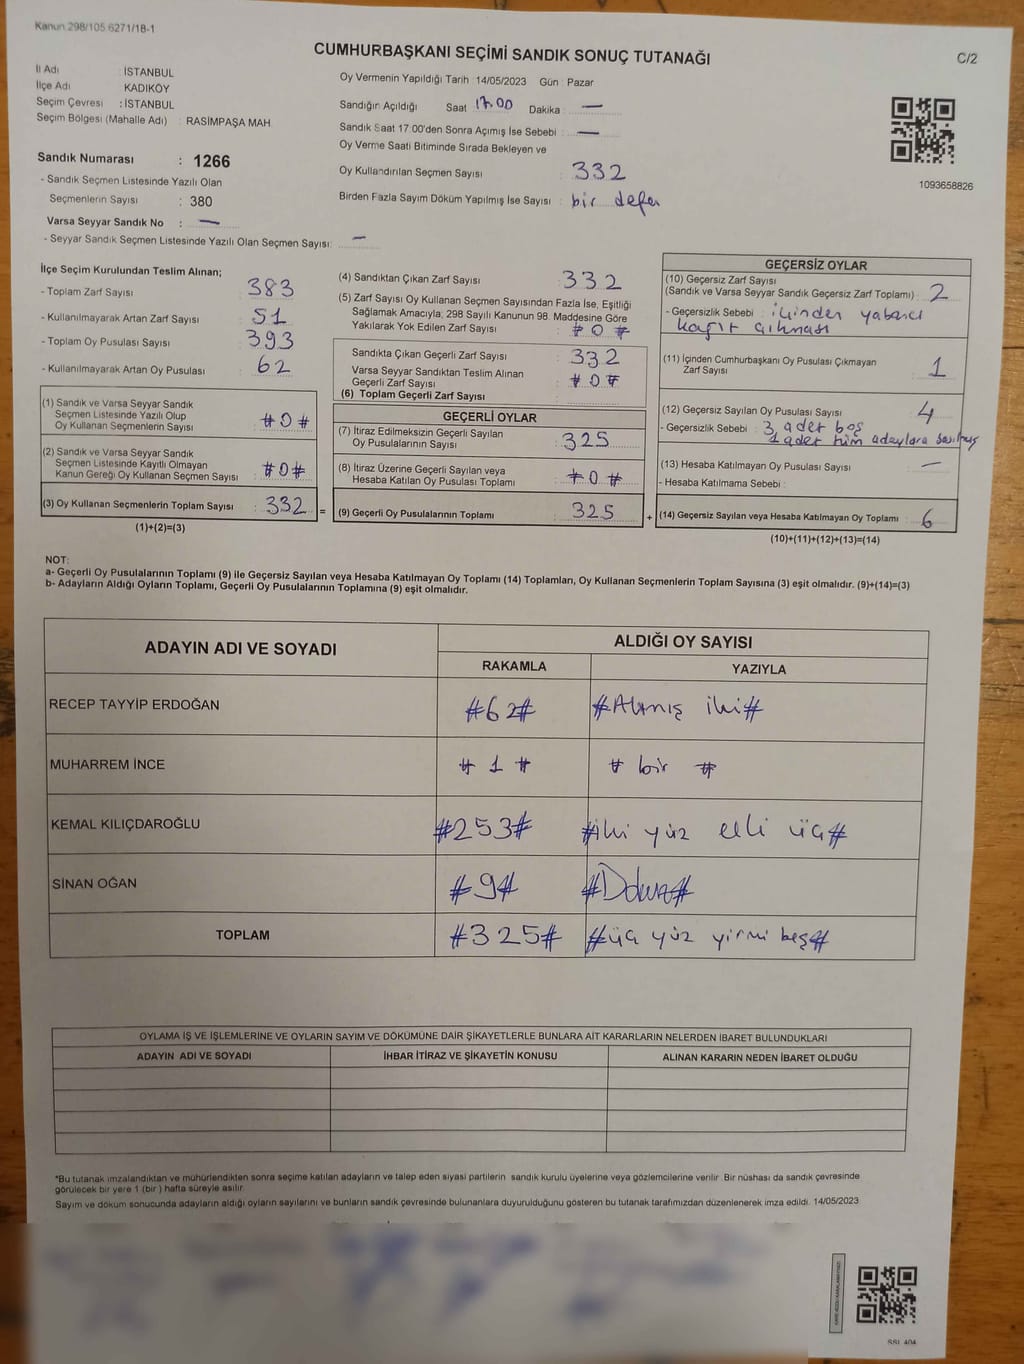 Kanun 298/105 6271/18-1
CUMHURBAŞKANI SEÇİMİ SANDIK SONUÇ TUTANAĞI
C/2
İl Adı : İSTANBUL
İlçe Adı KADIKÖY
Seçim Çevresi : İSTANBUL
Seçim Bölgesi (Mahalle Adı) : RASİMPAŞA MAH.
Sandık Numarası : 1266
- Sandık Seçmen Listesinde Yazılı Olan
Seçmenlerin Sayısı : 380
Varsa Seyyar Sandık No : —
- Seyyar Sandık Seçmen Listesinde Yazılı Olan Seçmen Sayısı: —
Oy Vermenin Yapıldığı Tarih : 14/05/2023 Gün : Pazar
Sandığın Açıldığı Saat 17.00 Dakika : —
Sandık Saat 17:00'den Sonra Açımış İse Sebebi : —
Oy Verme Saati Bitiminde Sırada Bekleyen ve
Oy Kullandırılan Seçmen Sayısı : 332
Birden Fazla Sayım Döküm Yapılmış İse Sayısı : bir defa
1093658826
İlçe Seçim Kurulundan Teslim Alınan;
- Toplam Zarf Sayısı : 383
- Kullanılmayarak Artan Zarf Sayısı : 51
- Toplam Oy Pusulası Sayısı : 393
- Kullanılmayarak Artan Oy Pusulası : 62
(1) Sandık ve Varsa Seyyar Sandık
Seçmen Listesinde Yazılı Olup
Oy Kullanan Seçmenlerin Sayısı : #0#
(2) Sandık ve Varsa Seyyar Sandık
Seçmen Listesinde Kayıtlı Olmayan
Kanun Gereği Oy Kullanan Seçmen Sayısı : #0#
(3) Oy Kullanan Seçmenlerin Toplam Sayısı : 332 =
(1)+(2)=(3)
(4) Sandıktan Çıkan Zarf Sayısı : 332
(5) Zarf Sayısı Oy Kullanan Seçmen Sayısından Fazla İse, Eşitliği
Sağlamak Amacıyla; 298 Sayılı Kanunun 98. Maddesine Göre
Yakılarak Yok Edilen Zarf Sayısı : #0#
Sandıkta Çıkan Geçerli Zarf Sayısı : 332
Varsa Seyyar Sandıktan Teslim Alınan
Geçerli Zarf Sayısı : #0#
(6) Toplam Geçerli Zarf Sayısı :
GEÇERLİ OYLAR
(7) İtiraz Edilmeksizin Geçerli Sayılan
Oy Pusulalarının Sayısı : 325
(8) İtiraz Üzerine Geçerli Sayılan veya
Hesaba Katılan Oy Pusulası Toplamı : #0#
(9) Geçerli Oy Pusulalarının Toplamı : 325 +
GEÇERSİZ OYLAR
(10) Geçersiz Zarf Sayısı
(Sandık ve Varsa Seyyar Sandık Geçersiz Zarf Toplamı) : 2
- Geçersizlik Sebebi : içinden yabancı
kağıt çıkması
(11) İçinden Cumhurbaşkanı Oy Pusulası Çıkmayan
Zarf Sayısı : 1
(12) Geçersiz Sayılan Oy Pusulası Sayısı : 4
- Geçersizlik Sebebi : 3 adet boş
1 adet tüm adaylara basılmış
(13) Hesaba Katılmayan Oy Pusulası Sayısı : —
- Hesaba Katılmama Sebebi :
(14) Geçersiz Sayılan veya Hesaba Katılmayan Oy Toplamı : 6
(10)+(11)+(12)+(13)=(14)
NOT:
a- Geçerli Oy Pusulalarının Toplamı (9) ile Geçersiz Sayılan veya Hesaba Katılmayan Oy Toplamı (14) Toplamları, Oy Kullanan Seçmenlerin Toplam Sayısına (3) eşit olmalıdır. (9)+(14)=(3)
b- Adayların Aldığı Oyların Toplamı, Geçerli Oy Pusulalarının Toplamına (9) eşit olmalıdır.
ADAYIN ADI VE SOYADI
ALDIĞI OY SAYISI
RAKAMLA YAZIYLA
RECEP TAYYİP ERDOĞAN #62# #Altmış iki#
MUHARREM İNCE # 1 # # bir #
KEMAL KILIÇDAROĞLU #253# #iki yüz elli üç#
SİNAN OĞAN #9# #Dokuz#
TOPLAM #325# #üç yüz yirmi beş#
OYLAMA İŞ VE İŞLEMLERİNE VE OYLARIN SAYIM VE DÖKÜMÜNE DAİR ŞİKAYETLERLE BUNLARA AİT KARARLARIN NELERDEN İBARET BULUNDUKLARI
ADAYIN ADI VE SOYADI İHBAR İTİRAZ VE ŞİKAYETİN KONUSU ALINAN KARARIN NEDEN İBARET OLDUĞU
*Bu tutanak imzalandıktan ve mühürlendikten sonra seçime katılan adayların ve talep eden siyasi partilerin sandık kurulu üyelerine veya gözlemcilerine verilir. Bir nüshası da sandık çevresinde
görülecek bir yere 1 (bir) hafta süreyle asılır.
Sayım ve döküm sonucunda adayların aldığı oyların sayılarını ve bunların sandık çevresinde bulunanlara duyurulduğunu gösteren bu tutanak tarafımızdan düzenlenerek imza edildi. 14/05/2023